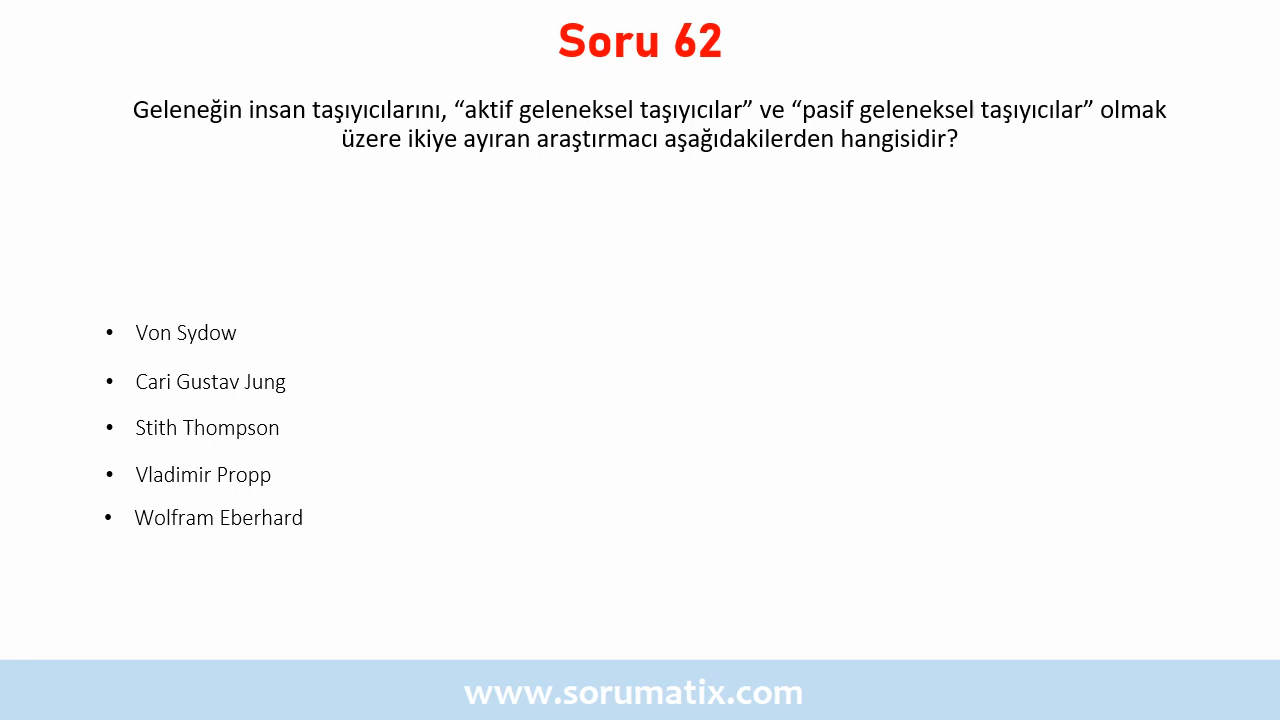 Soru 62
Geleneğin insan taşıyıcılarını, “aktif geleneksel taşıyıcılar” ve “pasif geleneksel taşıyıcılar” olmak
üzere ikiye ayıran araştırmacı aşağıdakilerden hangisidir?
• Von Sydow
• Cari Gustav Jung
• Stith Thompson
• Vladimir Propp
• Wolfram Eberhard
www.sorumatix.com